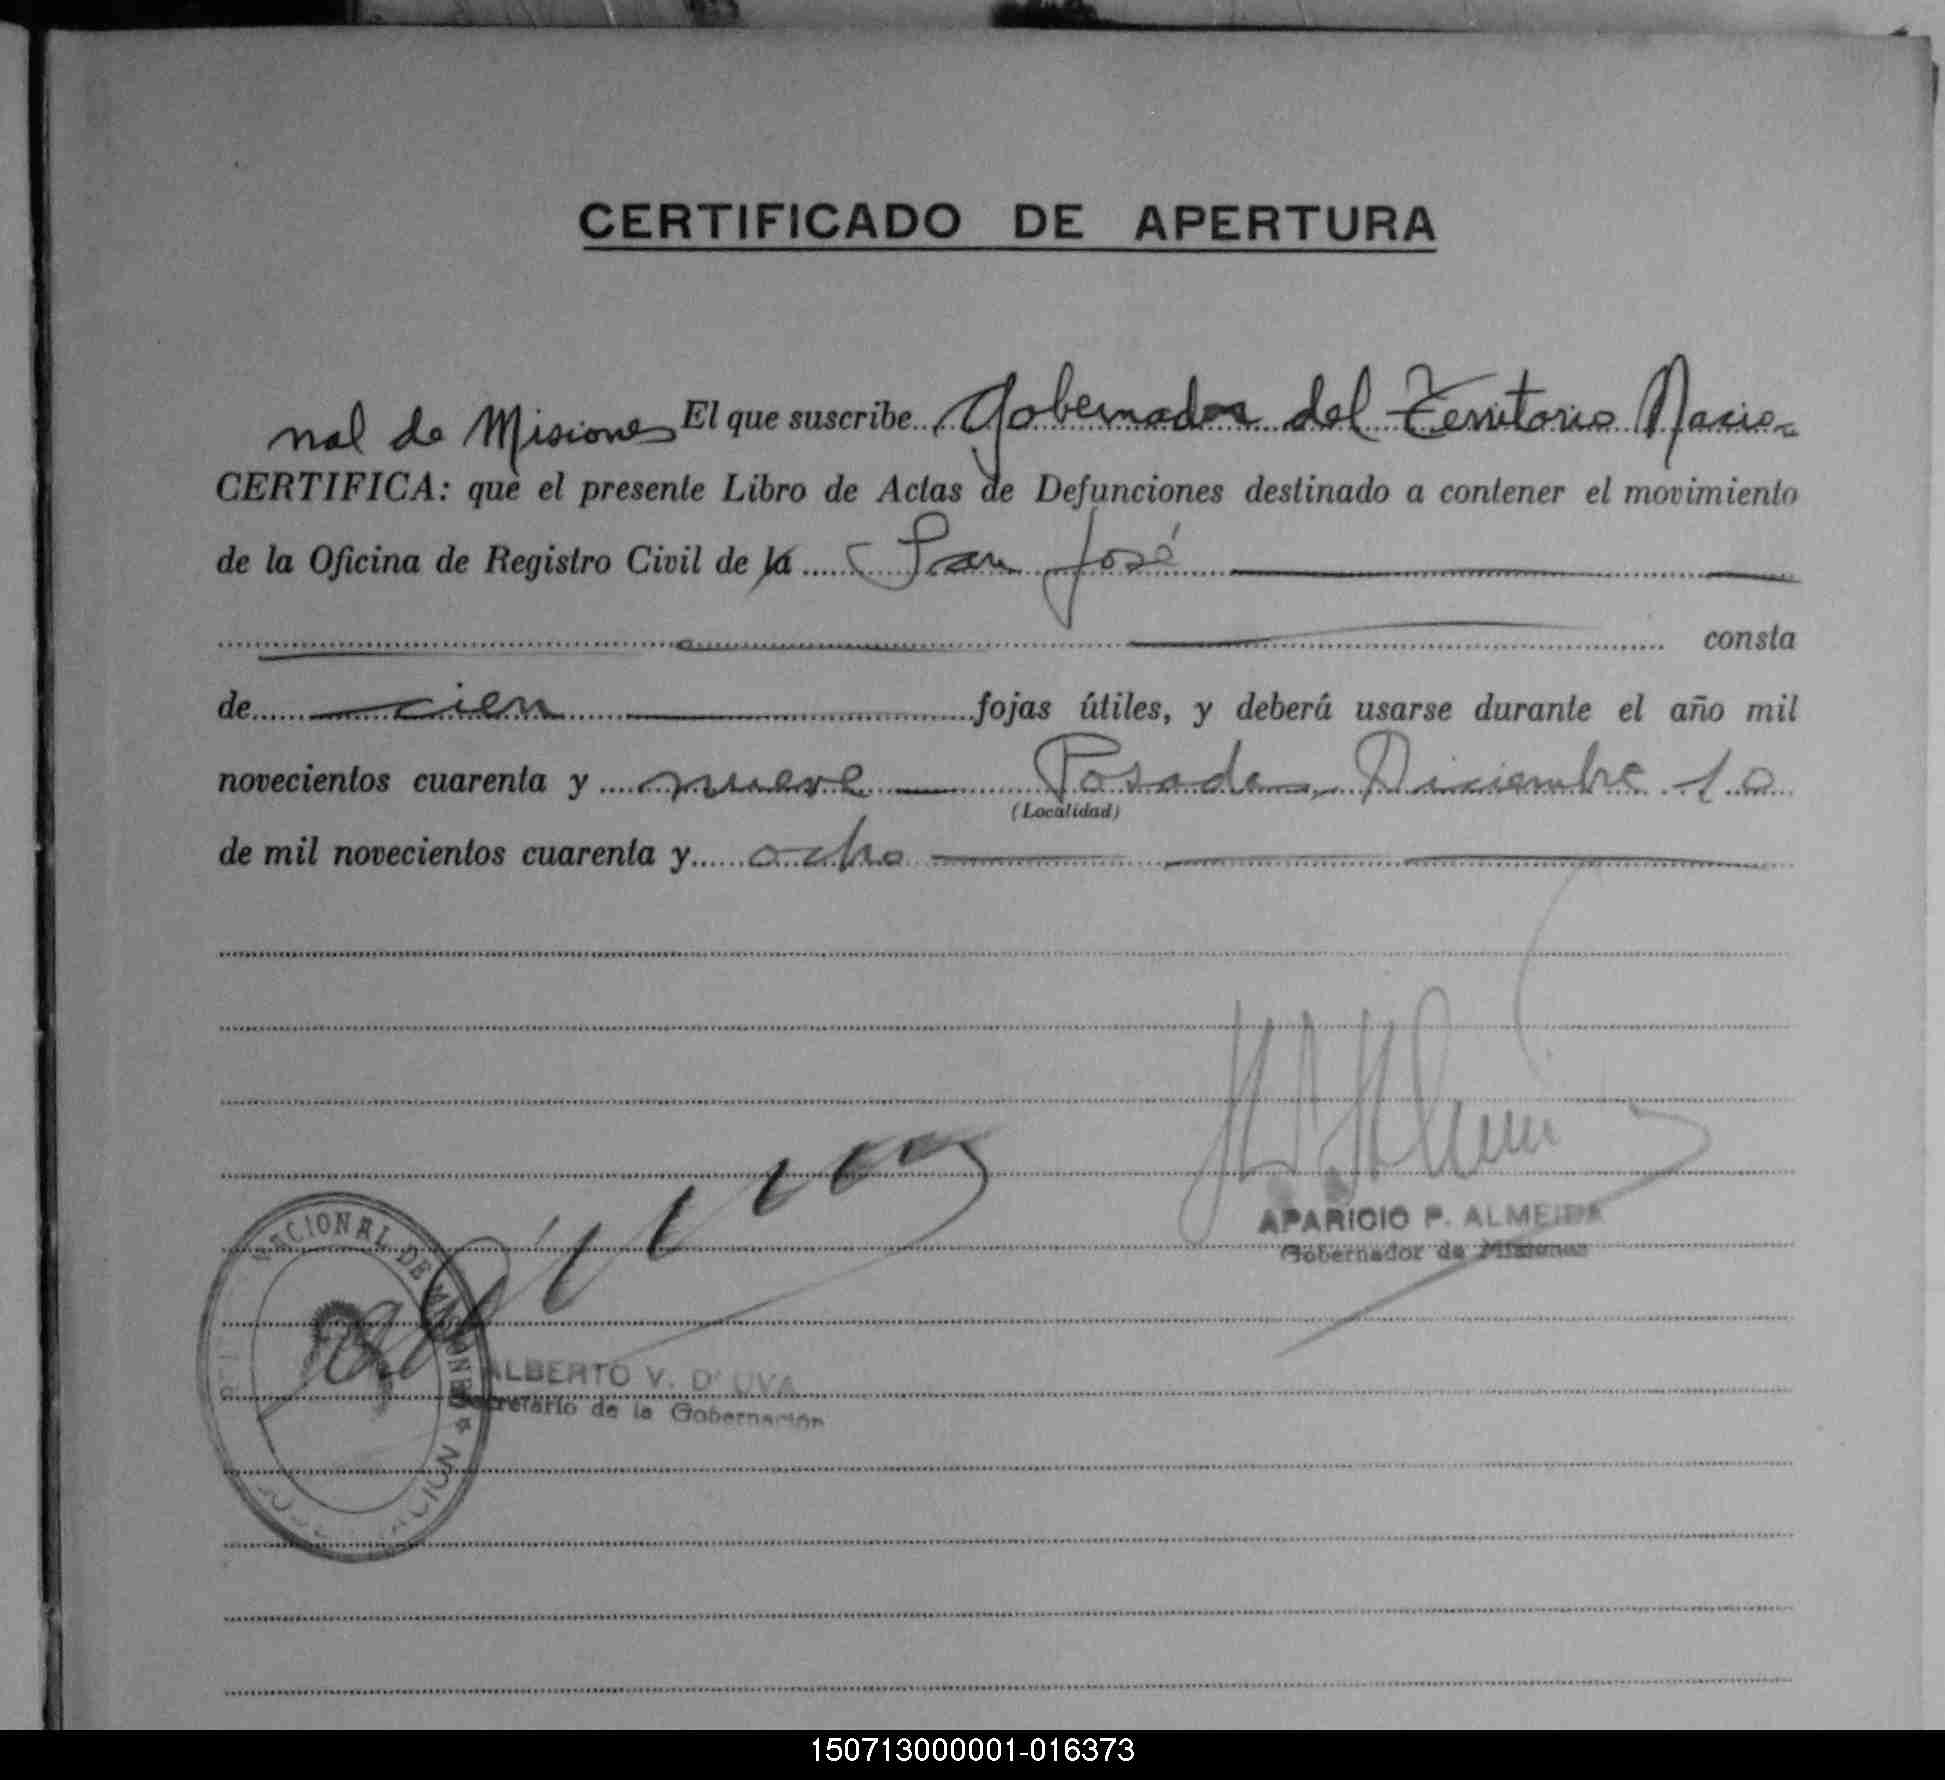 CERTIFICADO DE APERTURA
El que suscribe Gobernador del Territorio Nacio-
nal de Misiones
CERTIFICA: que el presente Libro de Actas de Defunciones destinado a contener el movimiento
de la Oficina de Registro Civil de la San José
consta
de cien fojas útiles, y deberá usarse durante el año mil
novecientos cuarenta y nueve Posadas, Diciembre 10
(Localidad)
de mil novecientos cuarenta y ocho
APARICIO P. ALMEIDA
Gobernador de Misiones
NACIONAL DE MISIONES
ALBERTO V. D'UVA
Secretario de la Gobernación
150713000001-016373